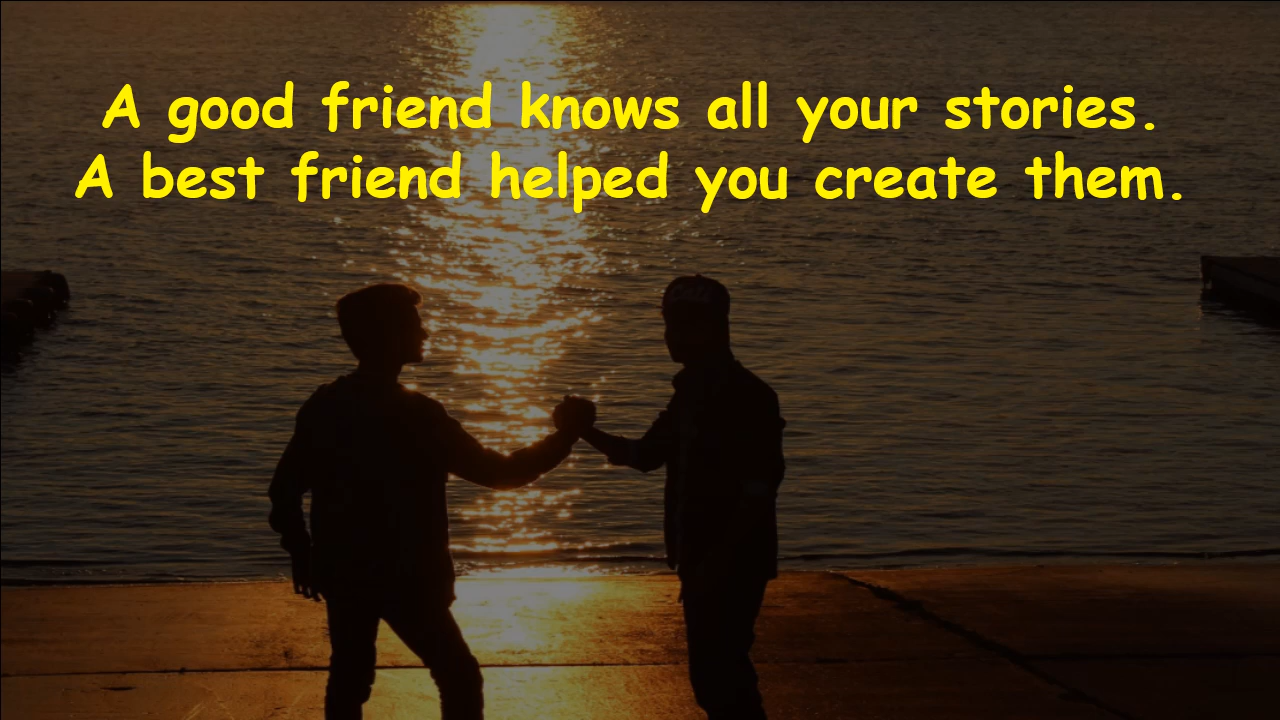 A good friend knows all your stories.
A best friend helped you create them.